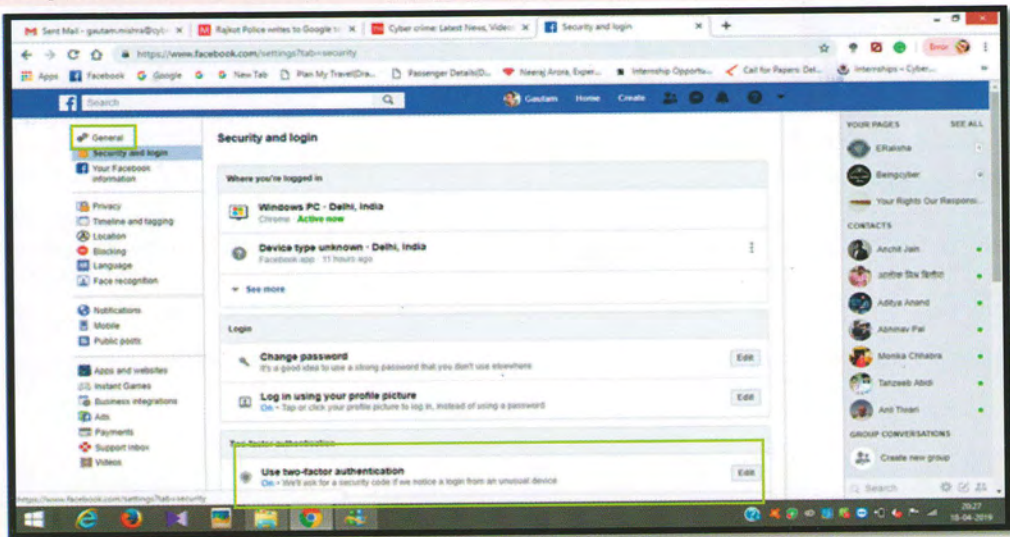 Sent Mail - gautam.mishra@cyb
Rajkot Police writes to Google to
Cyber crime: Latest News, Videos
Security and login
https://www.facebook.com/settings?tab=security
Error
Apps
Facebook
Google
New Tab
Plan My Travel(Dra...
Passenger Details(D...
Neeraj Arora, Exper...
Internship Opportu...
Call for Papers: Del...
Internships – Cyber...
Search
Gautam
Home
Create
General
Security and login
Your Facebook
information
Privacy
Timeline and tagging
Location
Blocking
Language
Face recognition
Notifications
Mobile
Public posts
Apps and websites
Instant Games
Business integrations
Ads
Payments
Support Inbox
Videos
Security and login
Where you're logged in
Windows PC · Delhi, India
Chrome · Active now
Device type unknown · Delhi, India
Facebook app · 11 hours ago
See more
Login
Change password
It's a good idea to use a strong password that you don't use elsewhere
Edit
Log in using your profile picture
On • Tap or click your profile picture to log in, instead of using a password
Edit
Two-factor authentication
Use two-factor authentication
On • We'll ask for a security code if we notice a login from an unusual device
Edit
YOUR PAGES
SEE ALL
ERaksha
Beingcyber
Your Rights Our Responsi...
CONTACTS
Anchit Jain
Aditya Anand
Abhinav Pal
Monika Chhabra
Tanzeeb Abidi
Anil Tiwari
GROUP CONVERSATIONS
Create new group
Search
https://www.facebook.com/settings?tab=security
20:27
18-04-2019